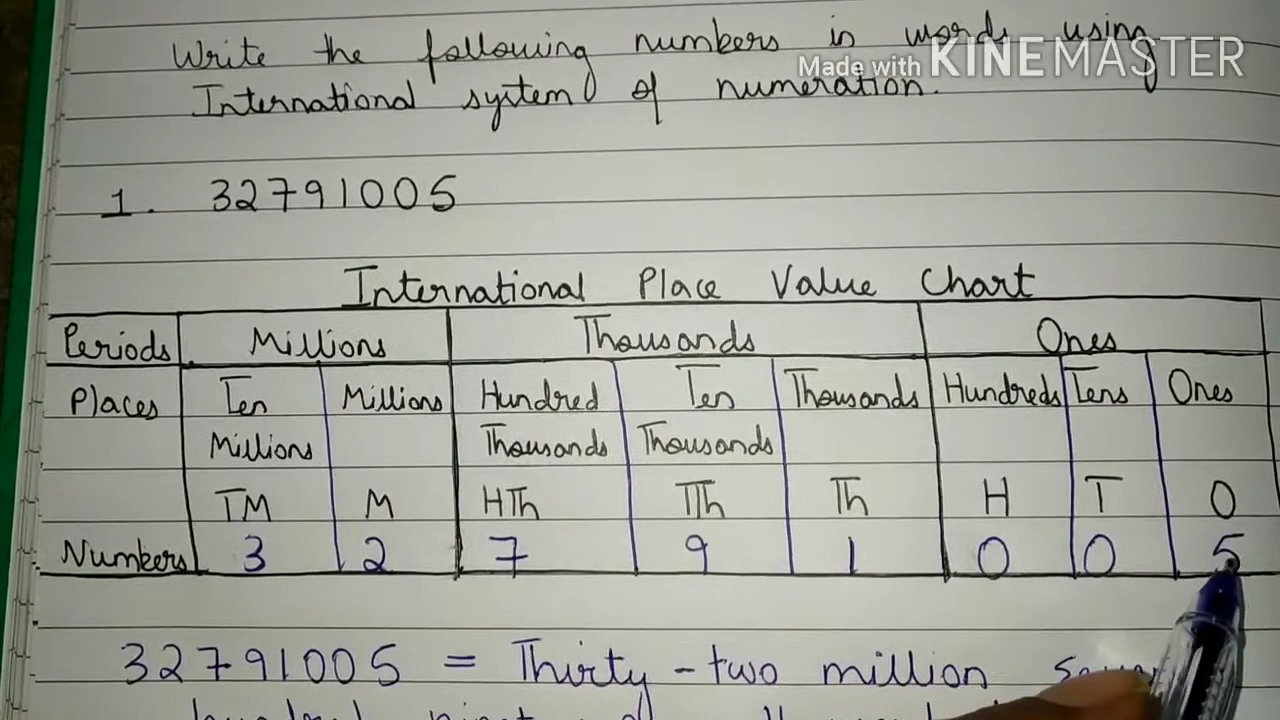 Write the following numbers in words using
Made with KINEMASTER
International system of numeration.
1. 32791005
International Place Value Chart
Periods Millions Thousands Ones
Places Ten Millions Hundred Ten Thousands Hundreds Tens Ones
Millions Thousands Thousands
TM M HTh TTh Th H T O
Numbers 3 2 7 9 1 0 0 5
32791005 = Thirty-two million
hundred